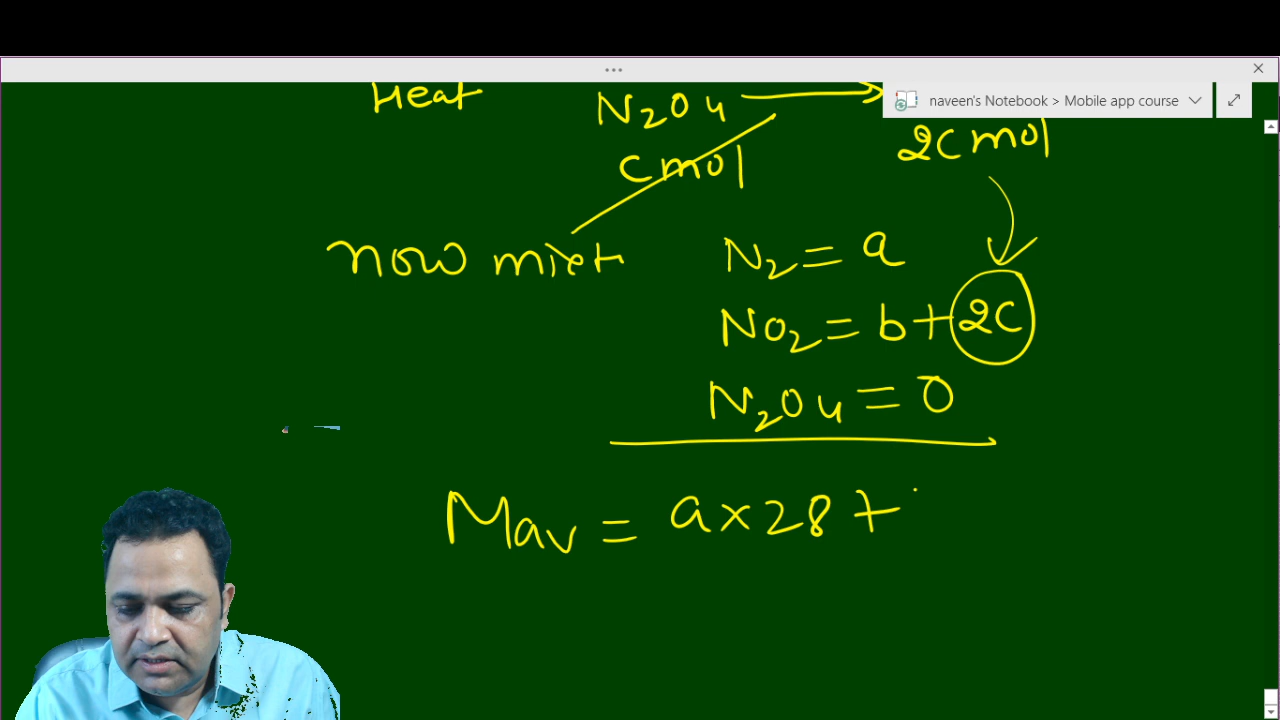 Heat N2O4 →
naveen's Notebook > Mobile app course
c mol 2c mol
now mixt N2 = a
NO2 = b+2c
N2O4 = 0
Mav = a×28 +